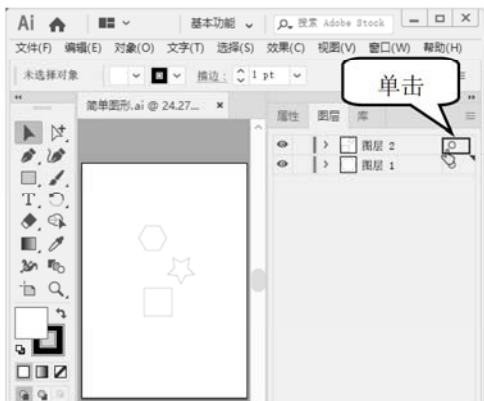 Ai
基本功能
搜索 Adobe Stock
文件(F) 编辑(E) 对象(O) 文字(T) 选择(S) 效果(C) 视图(V) 窗口(W) 帮助(H)
未选择对象 描边: 1 pt
单击
简单图形.ai @ 24.27...
属性 图层 库
图层 2
图层 1